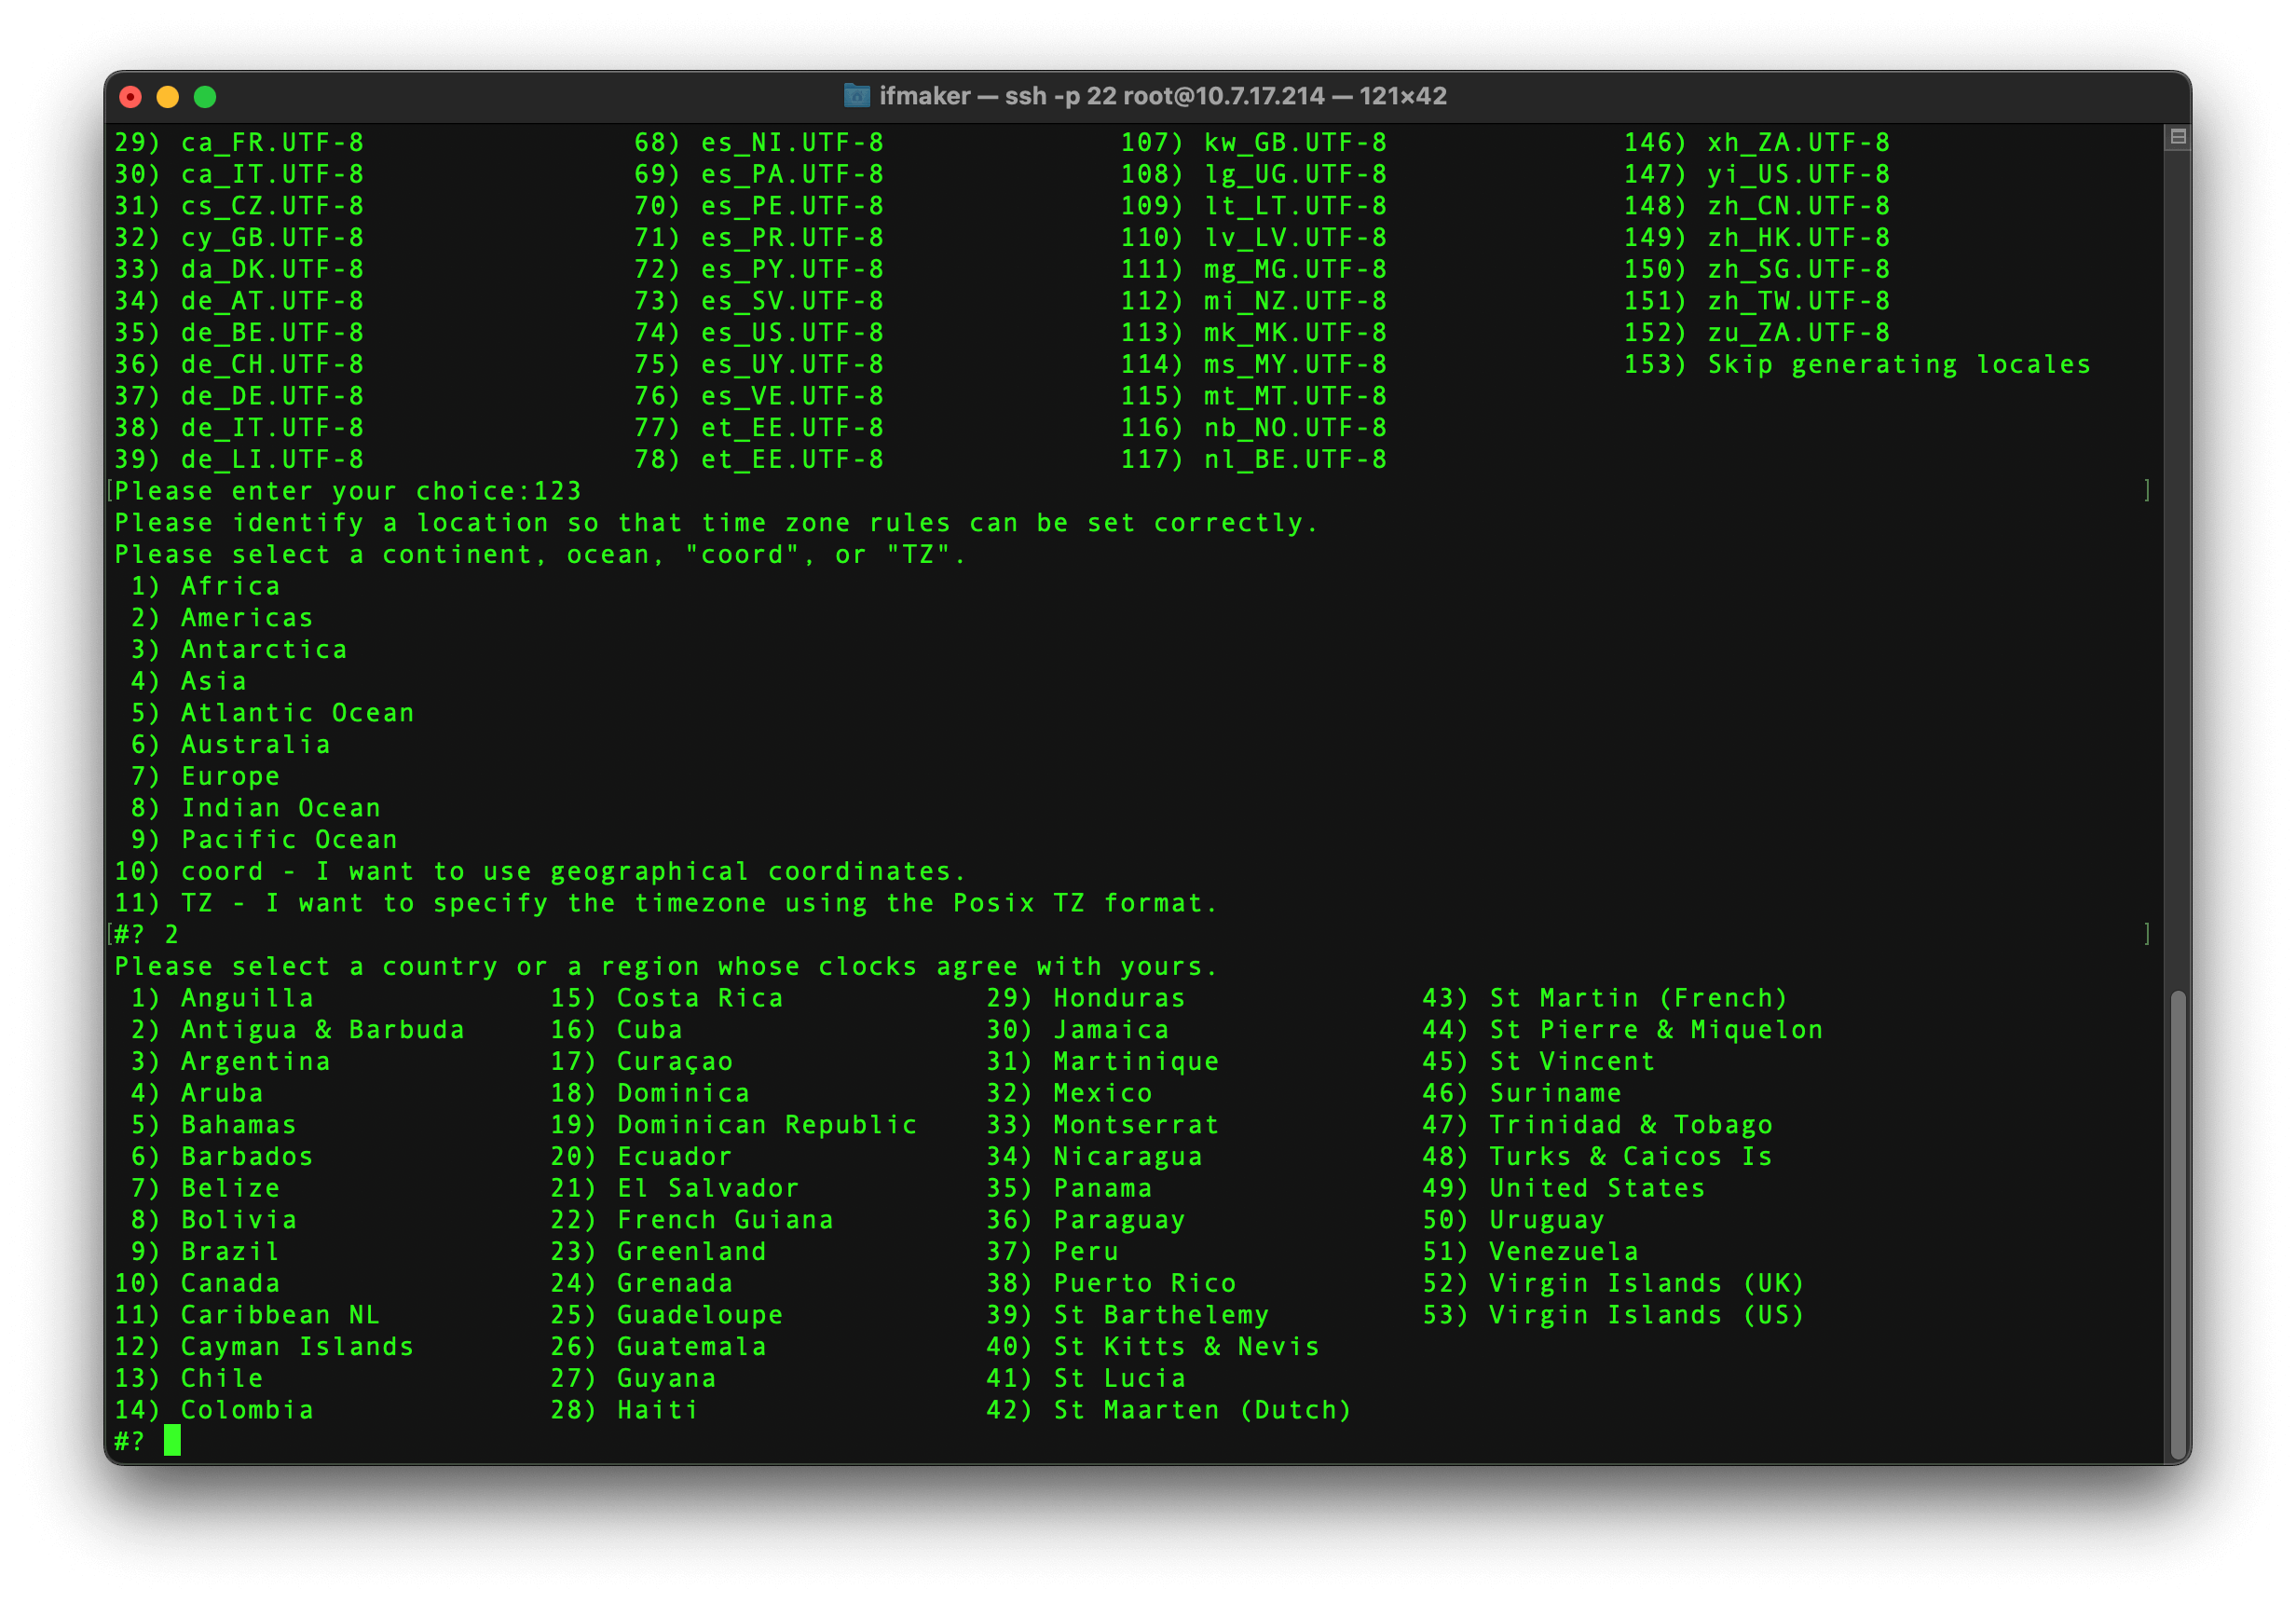 ifmaker — ssh -p 22 root@10.7.17.214 — 121×42
29) ca_FR.UTF-8 68) es_NI.UTF-8 107) kw_GB.UTF-8 146) xh_ZA.UTF-8
30) ca_IT.UTF-8 69) es_PA.UTF-8 108) lg_UG.UTF-8 147) yi_US.UTF-8
31) cs_CZ.UTF-8 70) es_PE.UTF-8 109) lt_LT.UTF-8 148) zh_CN.UTF-8
32) cy_GB.UTF-8 71) es_PR.UTF-8 110) lv_LV.UTF-8 149) zh_HK.UTF-8
33) da_DK.UTF-8 72) es_PY.UTF-8 111) mg_MG.UTF-8 150) zh_SG.UTF-8
34) de_AT.UTF-8 73) es_SV.UTF-8 112) mi_NZ.UTF-8 151) zh_TW.UTF-8
35) de_BE.UTF-8 74) es_US.UTF-8 113) mk_MK.UTF-8 152) zu_ZA.UTF-8
36) de_CH.UTF-8 75) es_UY.UTF-8 114) ms_MY.UTF-8 153) Skip generating locales
37) de_DE.UTF-8 76) es_VE.UTF-8 115) mt_MT.UTF-8
38) de_IT.UTF-8 77) et_EE.UTF-8 116) nb_NO.UTF-8
39) de_LI.UTF-8 78) et_EE.UTF-8 117) nl_BE.UTF-8
[Please enter your choice:123 ]
Please identify a location so that time zone rules can be set correctly.
Please select a continent, ocean, "coord", or "TZ".
1) Africa
2) Americas
3) Antarctica
4) Asia
5) Atlantic Ocean
6) Australia
7) Europe
8) Indian Ocean
9) Pacific Ocean
10) coord - I want to use geographical coordinates.
11) TZ - I want to specify the timezone using the Posix TZ format.
[#? 2 ]
Please select a country or a region whose clocks agree with yours.
1) Anguilla 15) Costa Rica 29) Honduras 43) St Martin (French)
2) Antigua & Barbuda 16) Cuba 30) Jamaica 44) St Pierre & Miquelon
3) Argentina 17) Curaçao 31) Martinique 45) St Vincent
4) Aruba 18) Dominica 32) Mexico 46) Suriname
5) Bahamas 19) Dominican Republic 33) Montserrat 47) Trinidad & Tobago
6) Barbados 20) Ecuador 34) Nicaragua 48) Turks & Caicos Is
7) Belize 21) El Salvador 35) Panama 49) United States
8) Bolivia 22) French Guiana 36) Paraguay 50) Uruguay
9) Brazil 23) Greenland 37) Peru 51) Venezuela
10) Canada 24) Grenada 38) Puerto Rico 52) Virgin Islands (UK)
11) Caribbean NL 25) Guadeloupe 39) St Barthelemy 53) Virgin Islands (US)
12) Cayman Islands 26) Guatemala 40) St Kitts & Nevis
13) Chile 27) Guyana 41) St Lucia
14) Colombia 28) Haiti 42) St Maarten (Dutch)
#?